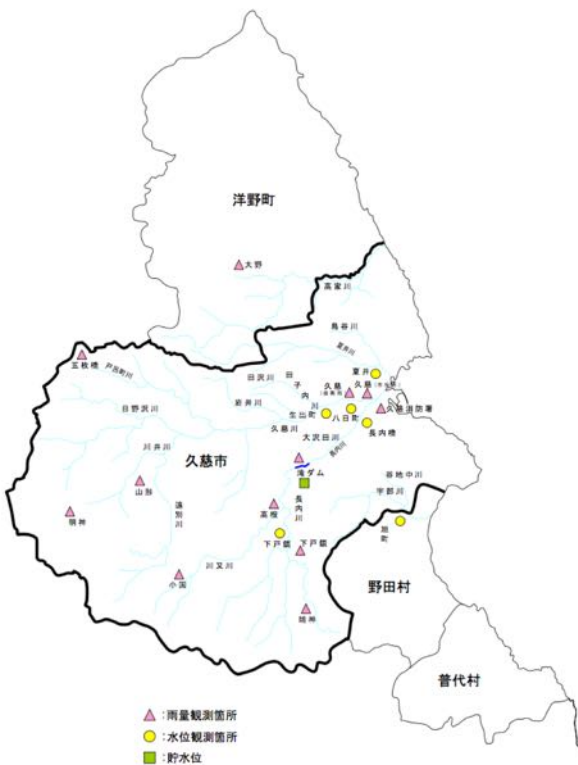 洋野町
大野
高家川
鳥谷川
夏井川
五枚橋
戸呂町川
夏井
田沢川
田子内川
久慈
久慈
日野沢川
岩井川
生出町
八日町
久慈消防署
久慈川
大沢田川
長内橋
川井川
長内川
久慈市
滝ダム
谷地中川
山形
宇部川
遠別川
長内川
高槻
明神
旭町
下戸鎖
下戸鎖
川又川
小国
野田村
端神
普代村
:雨量観測箇所
:水位観測箇所
:貯水位